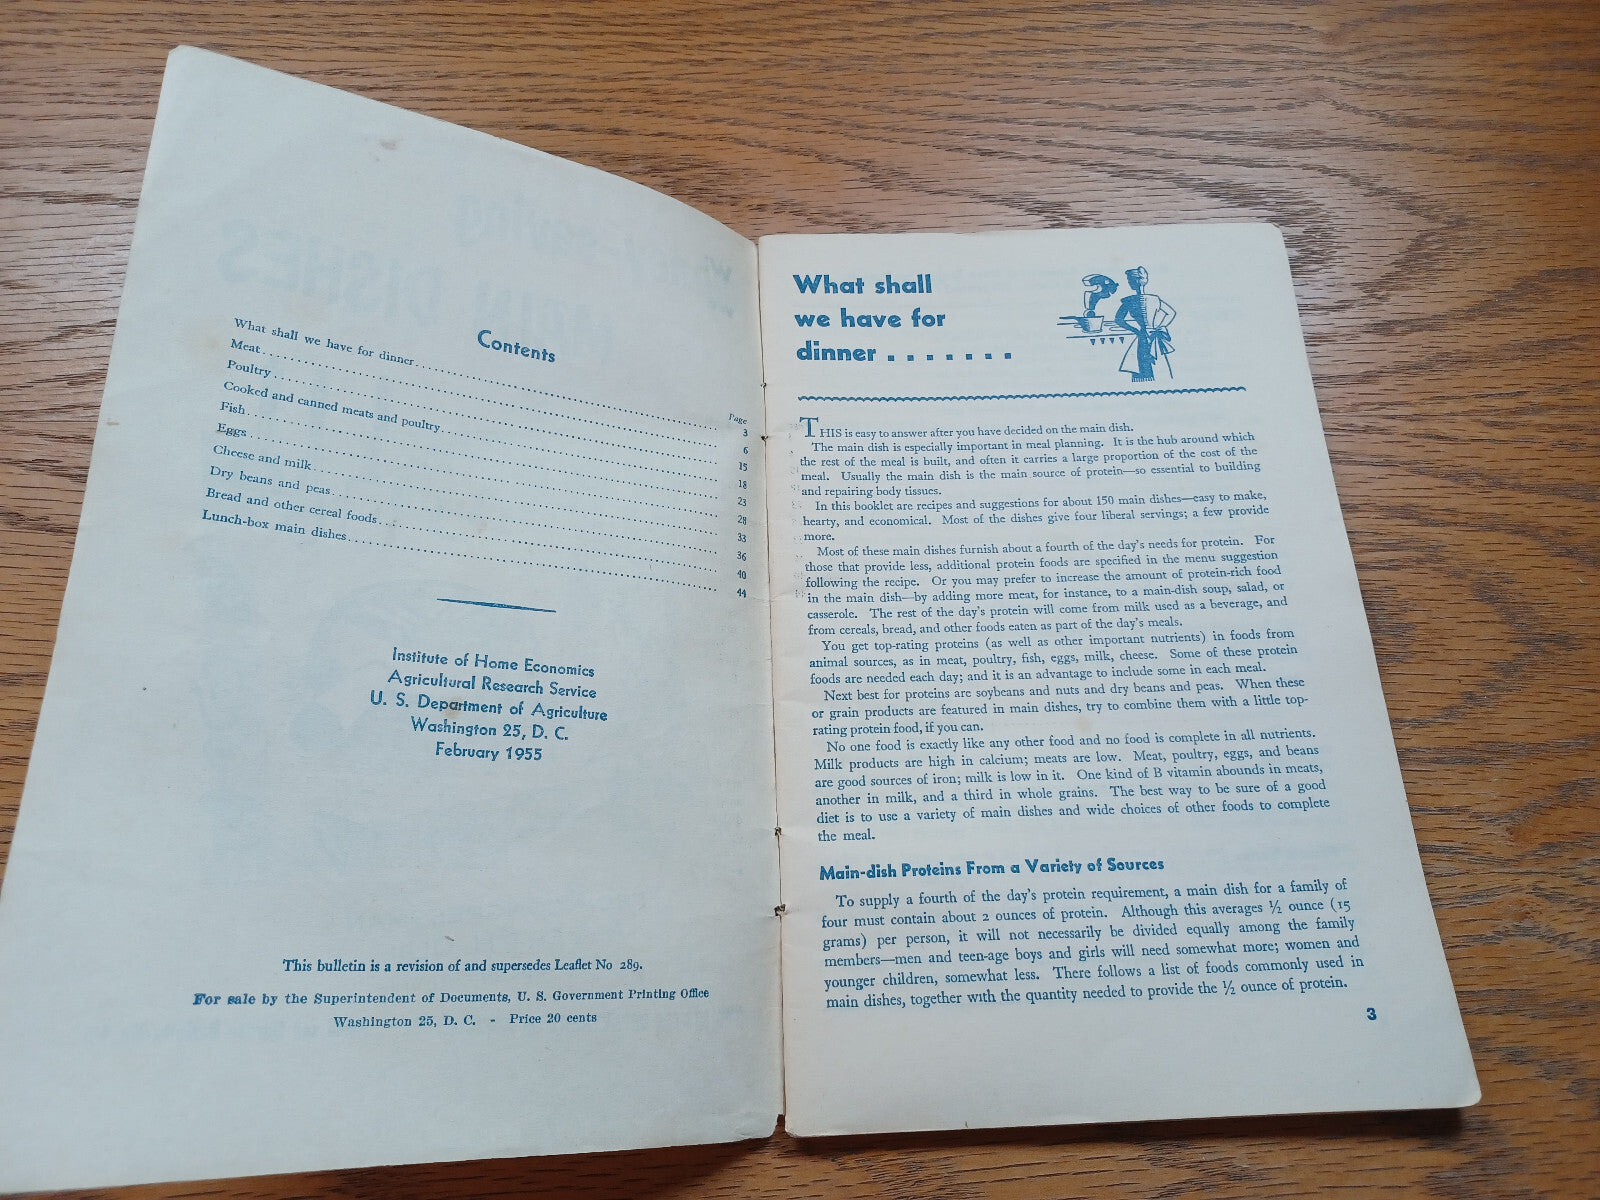 Contents
Page
What shall we have for dinner 3
Meat 6
Poultry 15
Cooked and canned meats and poultry 18
Fish 23
Eggs 28
Cheese and milk 33
Dry beans and peas 36
Bread and other cereal foods 40
Lunch-box main dishes 44
Institute of Home Economics
Agricultural Research Service
U. S. Department of Agriculture
Washington 25, D. C.
February 1955
This bulletin is a revision of and supersedes Leaflet No 289.
For sale by the Superintendent of Documents, U. S. Government Printing Office
Washington 25, D. C. - Price 20 cents
What shall
we have for
dinner . . . . . . .
THIS is easy to answer after you have decided on the main dish.
The main dish is especially important in meal planning. It is the hub around which
the rest of the meal is built, and often it carries a large proportion of the cost of the
meal. Usually the main dish is the main source of protein—so essential to building
and repairing body tissues.
In this booklet are recipes and suggestions for about 150 main dishes—easy to make,
hearty, and economical. Most of the dishes give four liberal servings; a few provide
more.
Most of these main dishes furnish about a fourth of the day's needs for protein. For
those that provide less, additional protein foods are specified in the menu suggestion
following the recipe. Or you may prefer to increase the amount of protein-rich food
in the main dish—by adding more meat, for instance, to a main-dish soup, salad, or
casserole. The rest of the day's protein will come from milk used as a beverage, and
from cereals, bread, and other foods eaten as part of the day's meals.
You get top-rating proteins (as well as other important nutrients) in foods from
animal sources, as in meat, poultry, fish, eggs, milk, cheese. Some of these protein
foods are needed each day; and it is an advantage to include some in each meal.
Next best for proteins are soybeans and nuts and dry beans and peas. When these
or grain products are featured in main dishes, try to combine them with a little top-
rating protein food, if you can.
No one food is exactly like any other food and no food is complete in all nutrients.
Milk products are high in calcium; meats are low. Meat, poultry, eggs, and beans
are good sources of iron; milk is low in it. One kind of B vitamin abounds in meats,
another in milk, and a third in whole grains. The best way to be sure of a good
diet is to use a variety of main dishes and wide choices of other foods to complete
the meal.
Main-dish Proteins From a Variety of Sources
To supply a fourth of the day's protein requirement, a main dish for a family of
four must contain about 2 ounces of protein. Although this averages ½ ounce (15
grams) per person, it will not necessarily be divided equally among the family
members—men and teen-age boys and girls will need somewhat more; women and
younger children, somewhat less. There follows a list of foods commonly used in
main dishes, together with the quantity needed to provide the ½ ounce of protein.
3